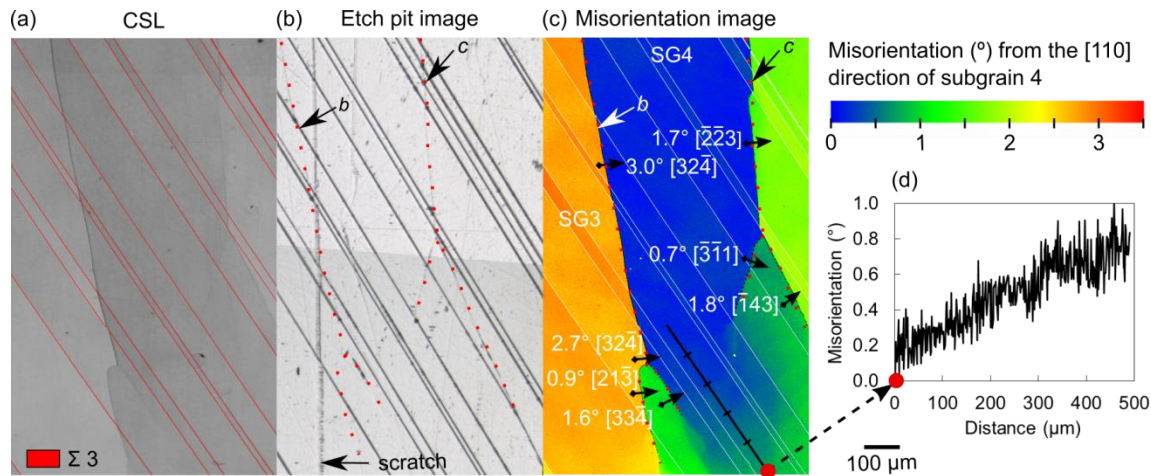 (a) CSL
(b) Etch pit image
(c) Misorientation image
b
c
Σ 3
scratch
SG4
c
b
1.7° [2̅2̅3]
3.0° [324̅]
SG3
0.7° [3̅11]
1.8° [1̅43]
2.7° [324̅]
0.9° [213̅]
1.6° [334̅]
Misorientation (º) from the [110]
direction of subgrain 4
0 1 2 3
(d)
Misorientation (°)
1.0
0.8
0.6
0.4
0.2
0.0
0 100 200 300 400 500
Distance (µm)
100 µm